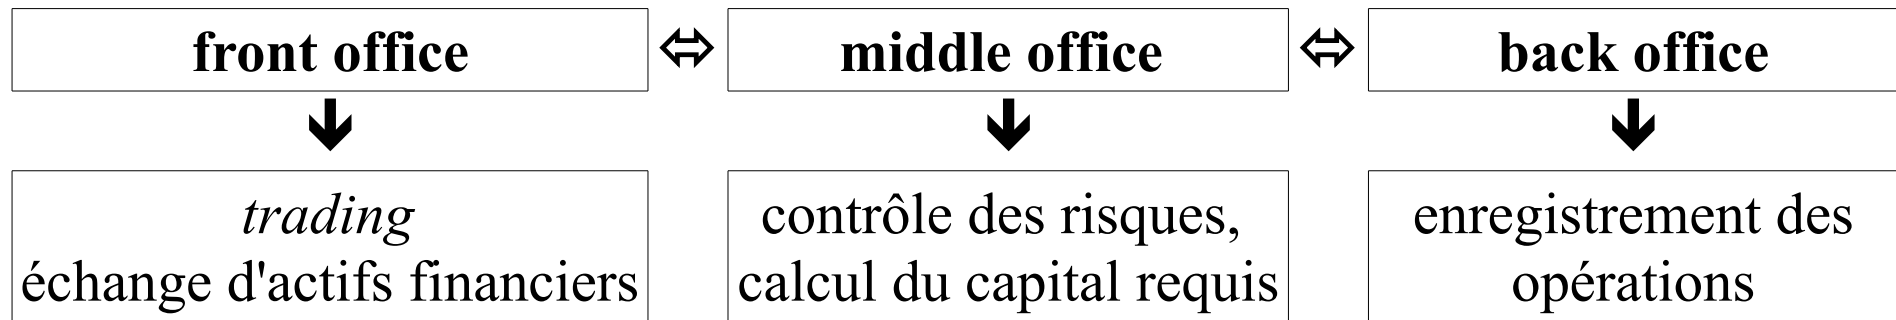 front office
middle office
back office
trading
échange d'actifs financiers
contrôle des risques,
calcul du capital requis
enregistrement des
opérations